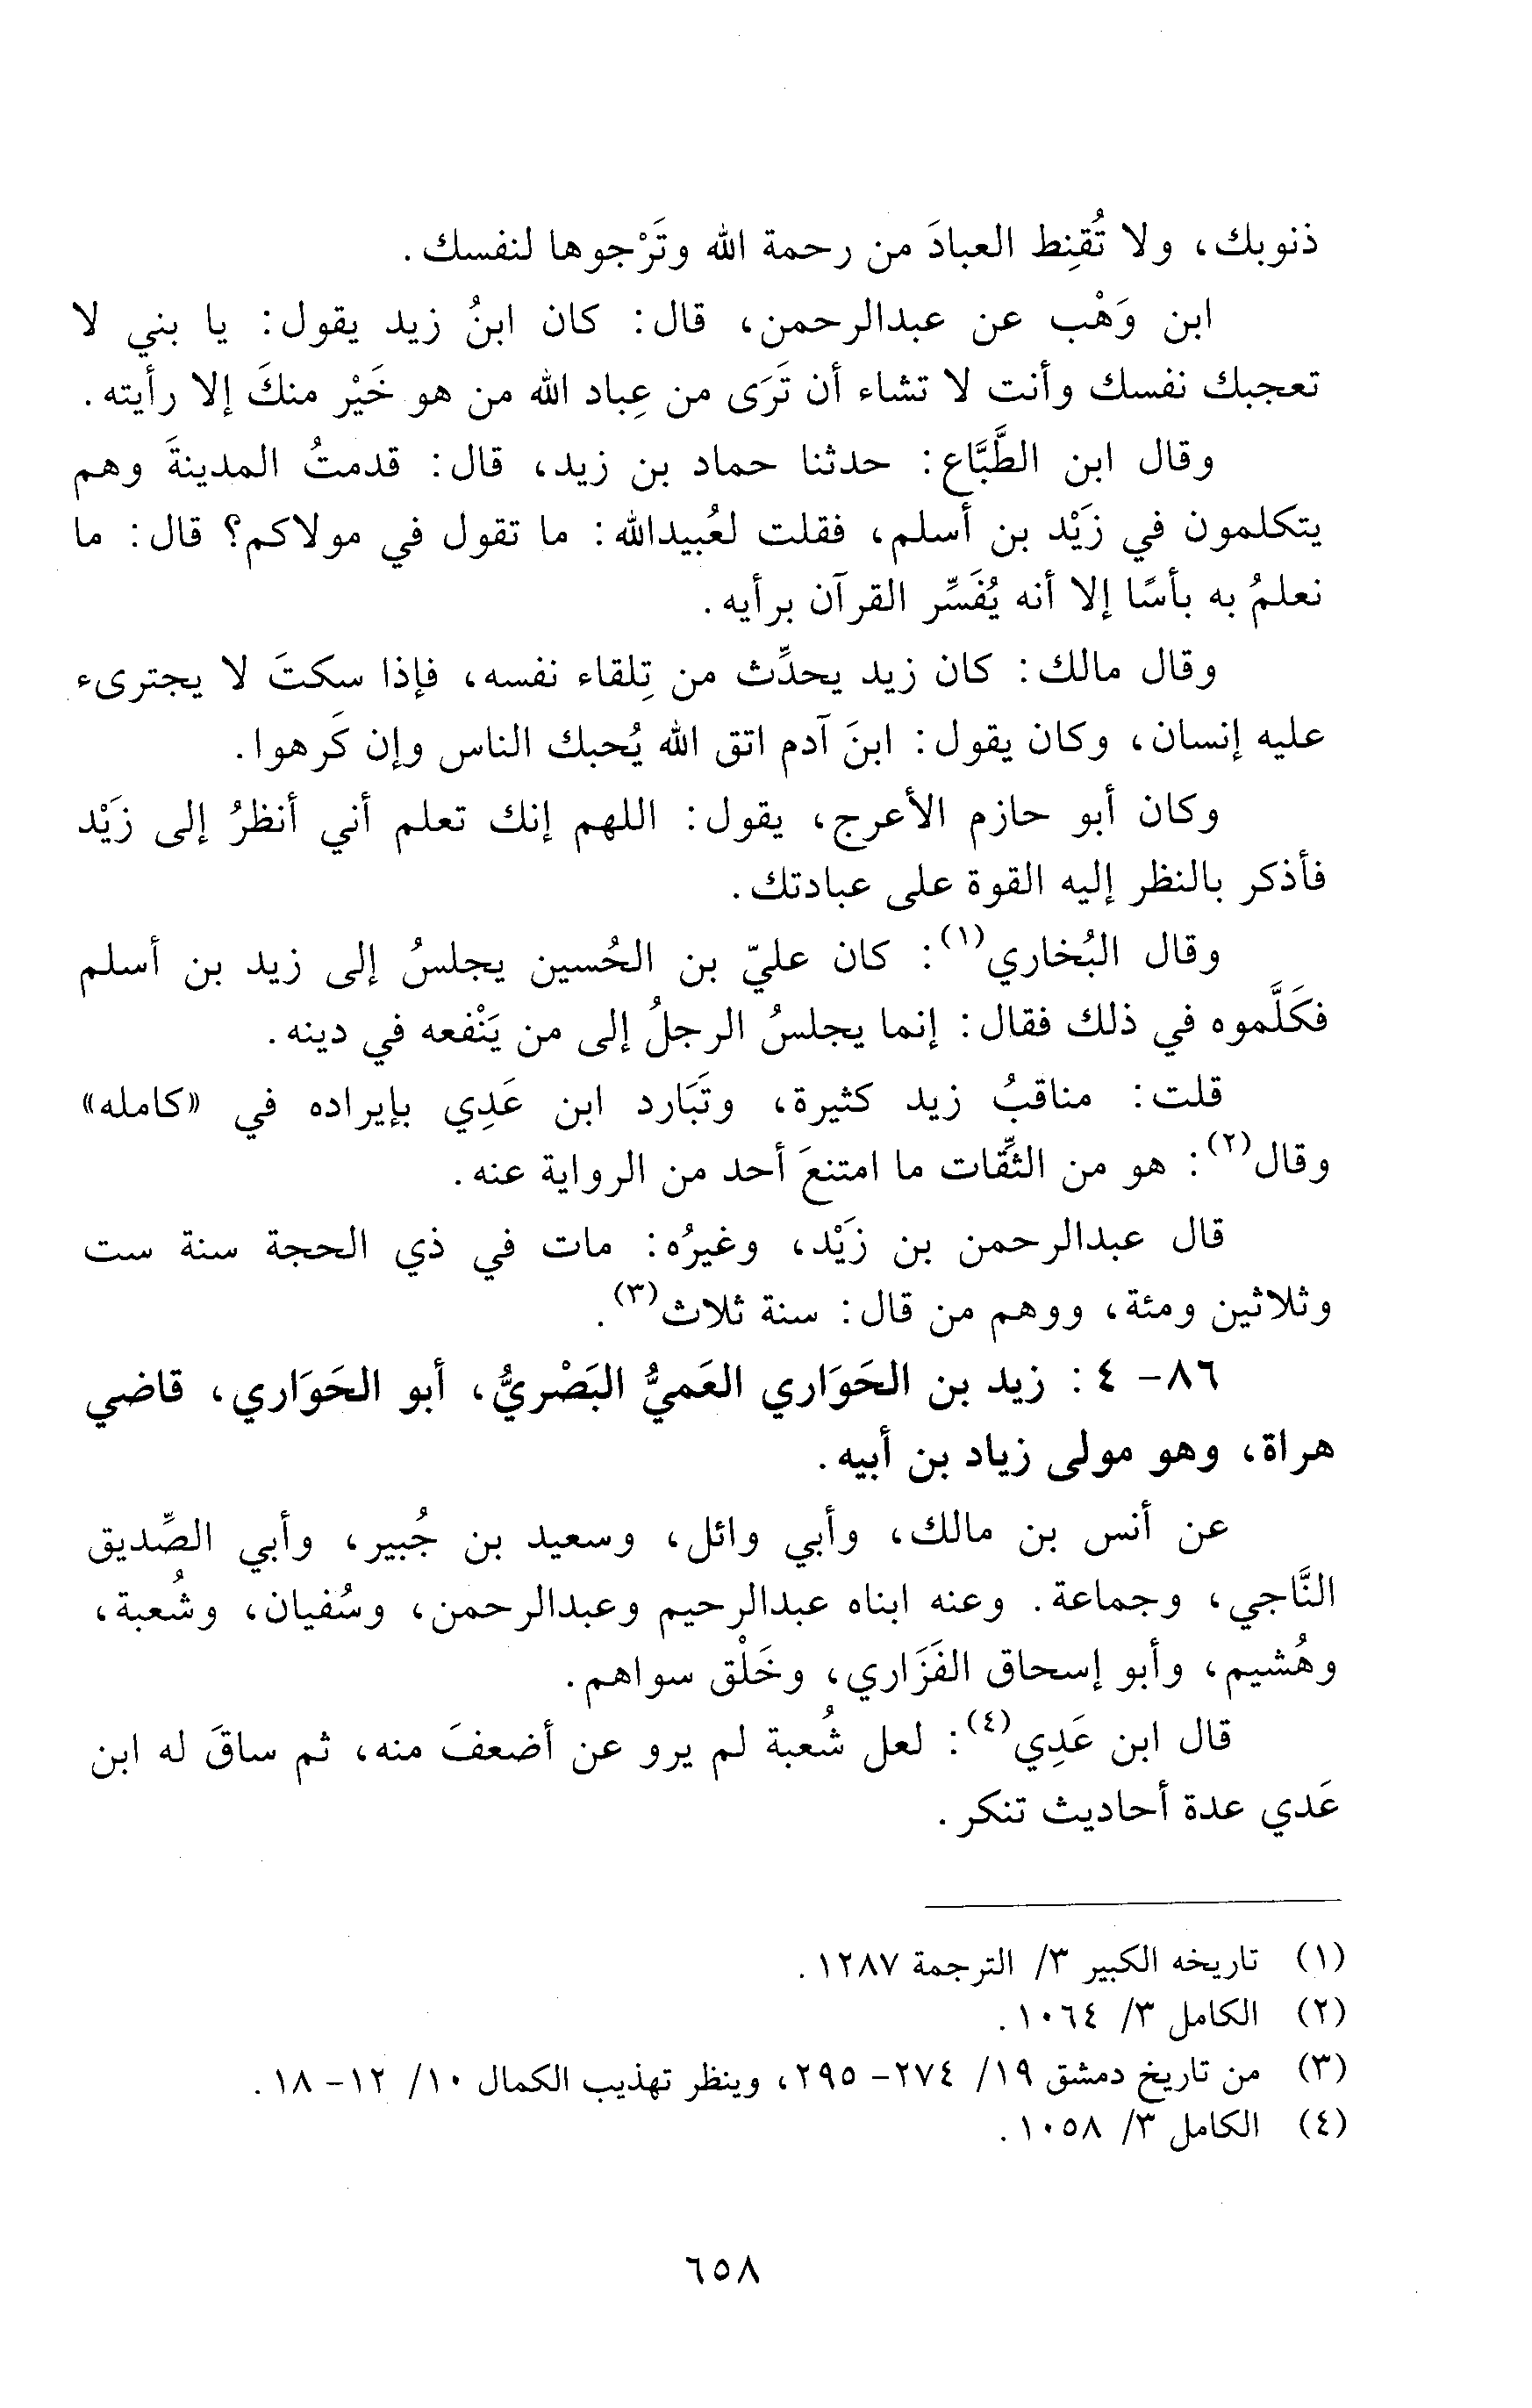 ذنوبك، ولا تُقنِط العبادَ من رحمة الله وتَرْجوها لنفسك.
ابن وَهْب عن عبدالرحمن، قال: كان ابنُ زيد يقول: يا بني لا
تعجبك نفسك وأنت لا تشاء أن تَرَى من عِباد الله من هو خَيْر منكَ إلا رأيته.
وقال ابن الطَّبَّاع: حدثنا حماد بن زيد، قال: قدمتُ المدينةَ وهم
يتكلمون في زَيْد بن أسلم، فقلت لعُبيدالله: ما تقول في مولاكم؟ قال: ما
نعلمُ به بأسًا إلا أنه يُفَسِّر القرآن برأيه.
وقال مالك: كان زيد يحدِّث من تِلقاء نفسه، فإذا سكتَ لا يجترىء
عليه إنسان، وكان يقول: ابنَ آدم اتق الله يُحبك الناس وإن كَرهوا.
وكان أبو حازم الأعرج، يقول: اللهم إنك تعلم أني أنظرُ إلى زَيْد
فأذكر بالنظر إليه القوة على عبادتك.
وقال البُخاري(١): كان عليّ بن الحُسين يجلسُ إلى زيد بن أسلم
فكَلَّموه في ذلك فقال: إنما يجلسُ الرجلُ إلى من يَنْفعه في دينه.
قلت: مناقبُ زيد كثيرة، وتَبَارد ابن عَدِي بإيراده في «كامله»
وقال(٢): هو من الثِّقات ما امتنعَ أحد من الرواية عنه.
قال عبدالرحمن بن زَيْد، وغيرُه: مات في ذي الحجة سنة ست
وثلاثين ومئة، ووهم من قال: سنة ثلاث(٣).
٨٦- ٤: زيد بن الحَوَاري العَميُّ البَصْريُّ، أبو الحَوَاري، قاضي
هراة، وهو مولى زياد بن أبيه.
عن أنس بن مالك، وأبي وائل، وسعيد بن جُبير، وأبي الصِّديق
النَّاجي، وجماعة. وعنه ابناه عبدالرحيم وعبدالرحمن، وسُفيان، وشُعبة،
وهُشيم، وأبو إسحاق الفَزَاري، وخَلْق سواهم.
قال ابن عَدِي(٤): لعل شُعبة لم يرو عن أضعفَ منه، ثم ساقَ له ابن
عَدي عدة أحاديث تنكر.
(١) تاريخه الكبير ٣/ الترجمة ١٢٨٧.
(٢) الكامل ٣/ ١٠٦٤.
(٣) من تاريخ دمشق ١٩/ ٢٧٤- ٢٩٥، وينظر تهذيب الكمال ١٠/ ١٢- ١٨.
(٤) الكامل ٣/ ١٠٥٨.
٦٥٨